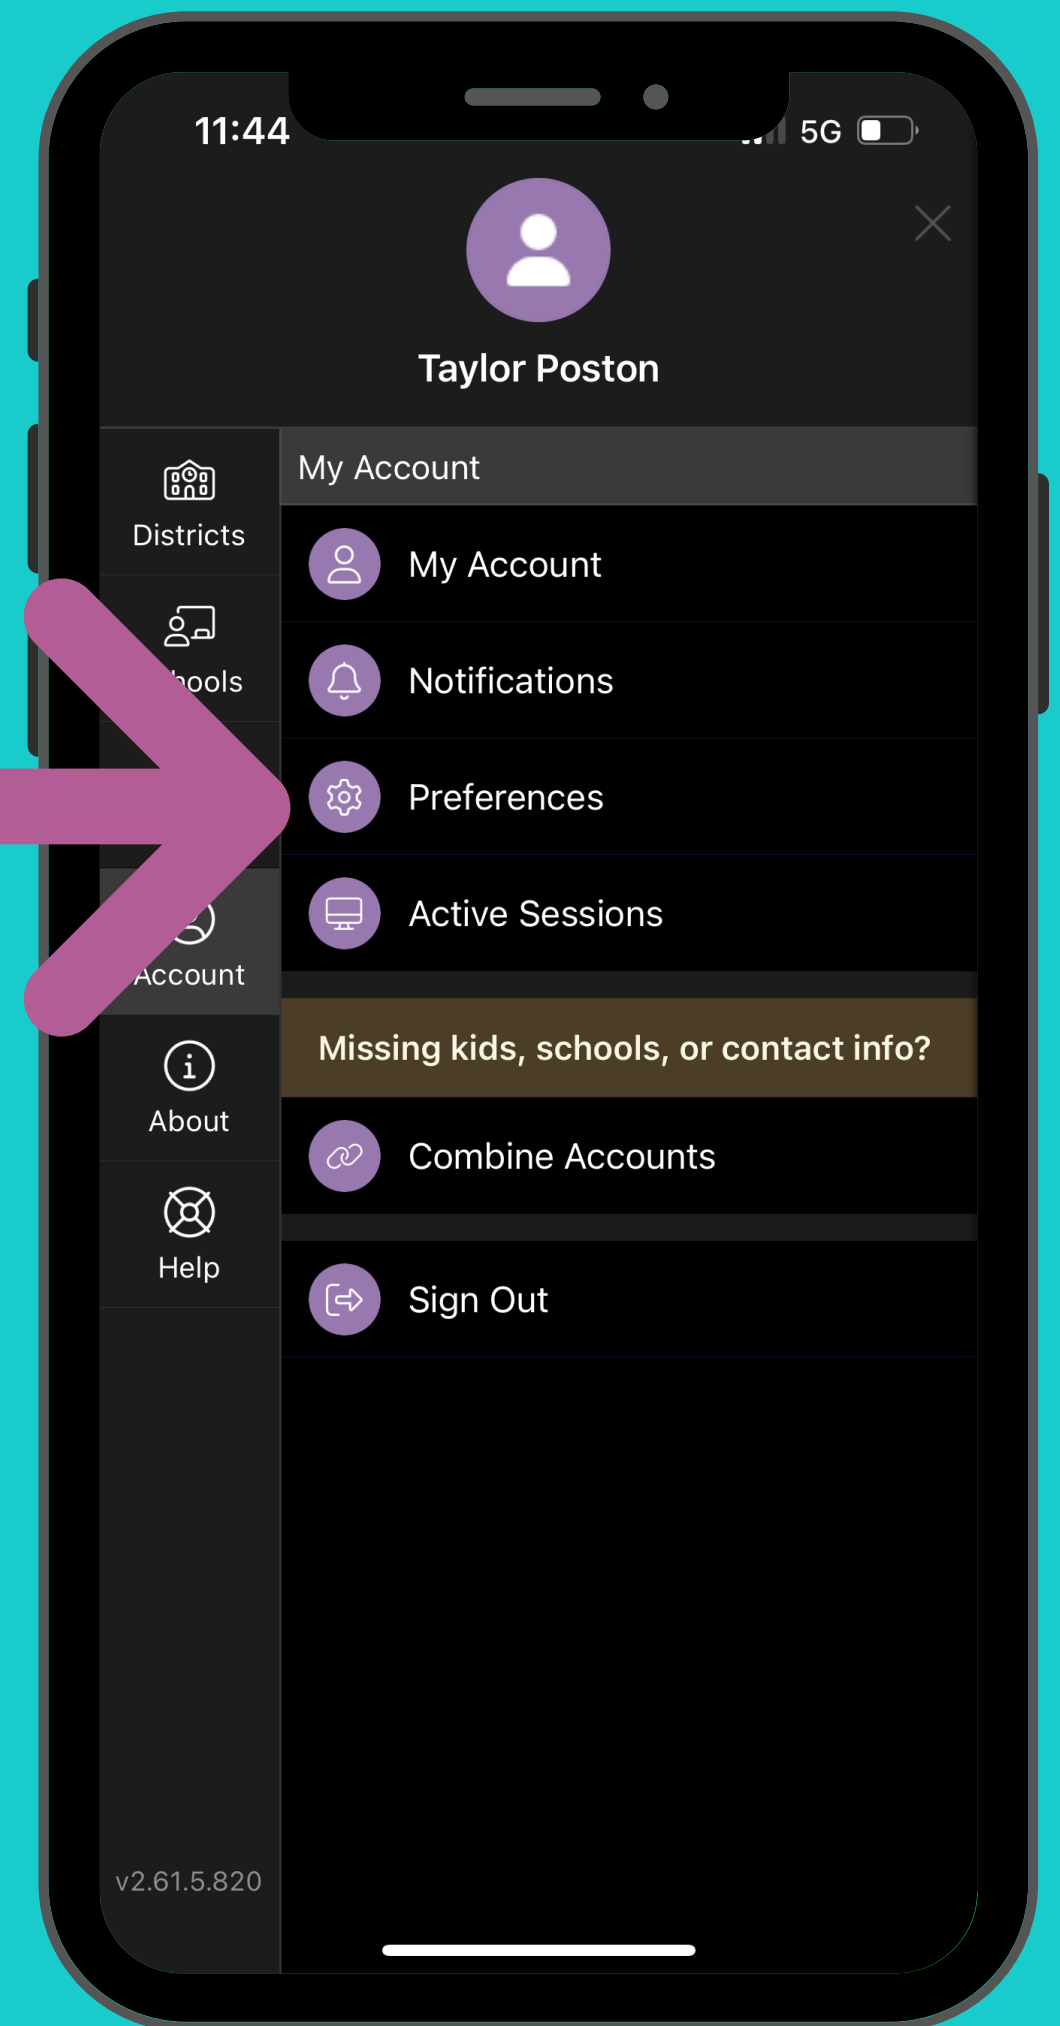 11:44
5G
Taylor Poston
My Account
Districts
My Account
Notifications
Preferences
Active Sessions
Account
Missing kids, schools, or contact info?
About
Combine Accounts
Help
Sign Out
v2.61.5.820